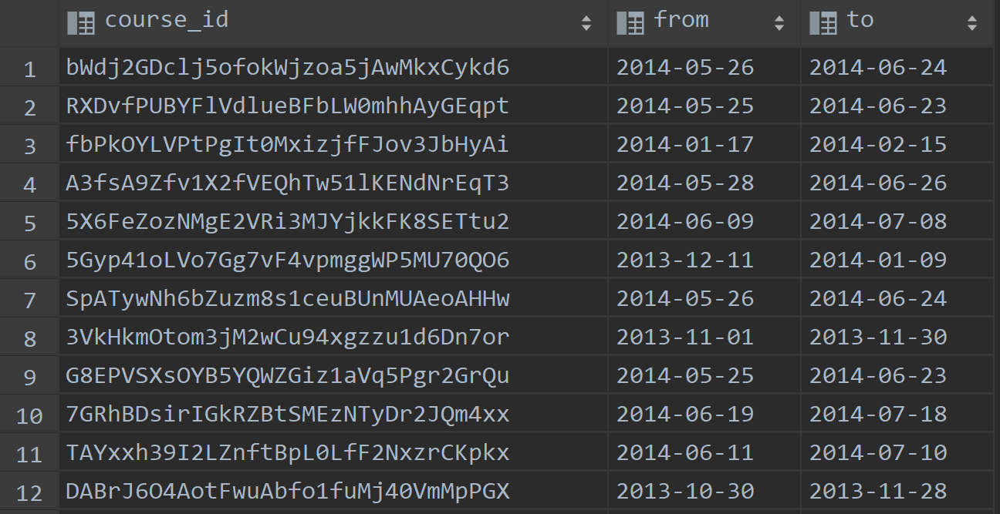 course_id from to
1 bWdj2GDclj5ofokWjzoa5jAwMkxCykd6 2014-05-26 2014-06-24
2 RXDvfPUBYFlVdlueBFbLW0mhhAyGEqpt 2014-05-25 2014-06-23
3 fbPkOYLVPtPgIt0MxizjfFJov3JbHyAi 2014-01-17 2014-02-15
4 A3fsA9Zfv1X2fVEQhTw51lKENdNrEqT3 2014-05-28 2014-06-26
5 5X6FeZozNMgE2VRi3MJYjkkFK8SETtu2 2014-06-09 2014-07-08
6 5Gyp41oLVo7Gg7vF4vpmggWP5MU70QO6 2013-12-11 2014-01-09
7 SpATywNh6bZuzm8s1ceuBUnMUAeoAHHw 2014-05-26 2014-06-24
8 3VkHkmOtom3jM2wCu94xgzzu1d6Dn7or 2013-11-01 2013-11-30
9 G8EPVSXsOYB5YQWZGiz1aVq5Pgr2GrQu 2014-05-25 2014-06-23
10 7GRhBDsirIGkRZBtSMEzNTyDr2JQm4xx 2014-06-19 2014-07-18
11 TAYxxh39I2LZnftBpL0LfF2NxzrCKpkx 2014-06-11 2014-07-10
12 DABrJ6O4AotFwuAbfo1fuMj40VmMpPGX 2013-10-30 2013-11-28